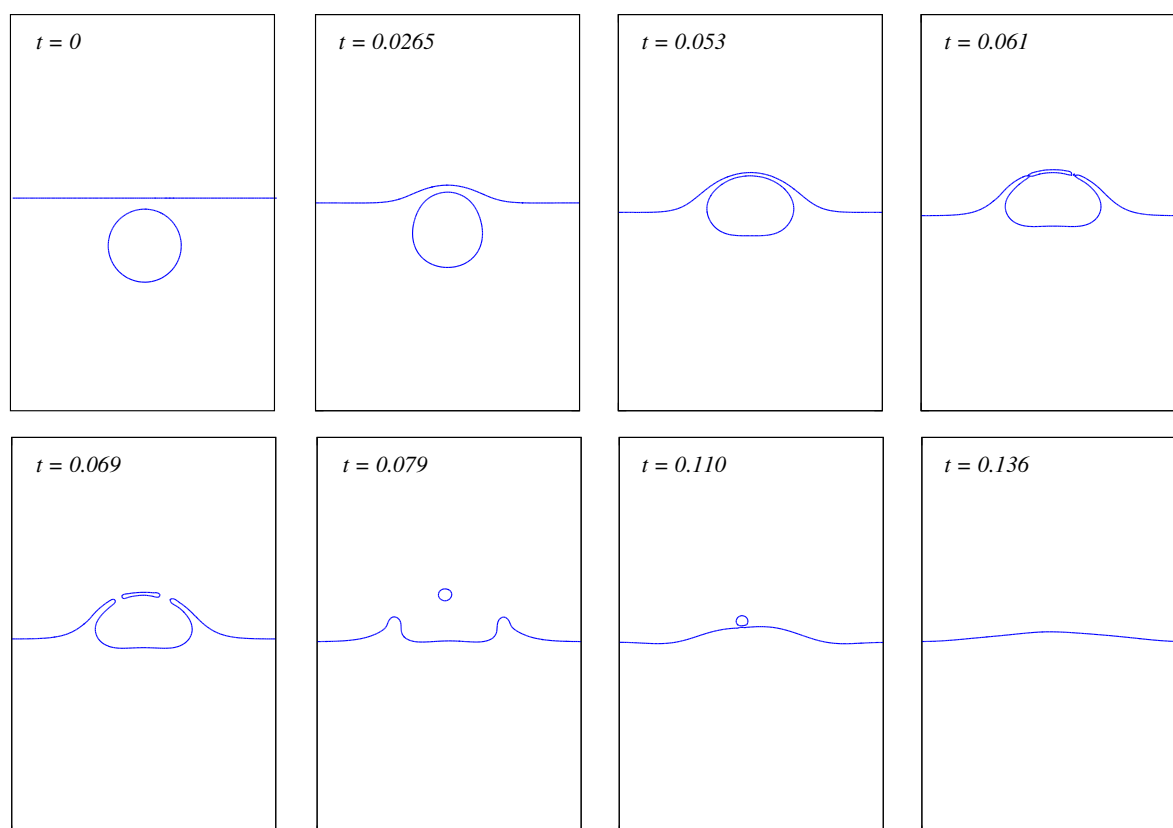 t = 0
t = 0.0265
t = 0.053
t = 0.061
t = 0.069
t = 0.079
t = 0.110
t = 0.136